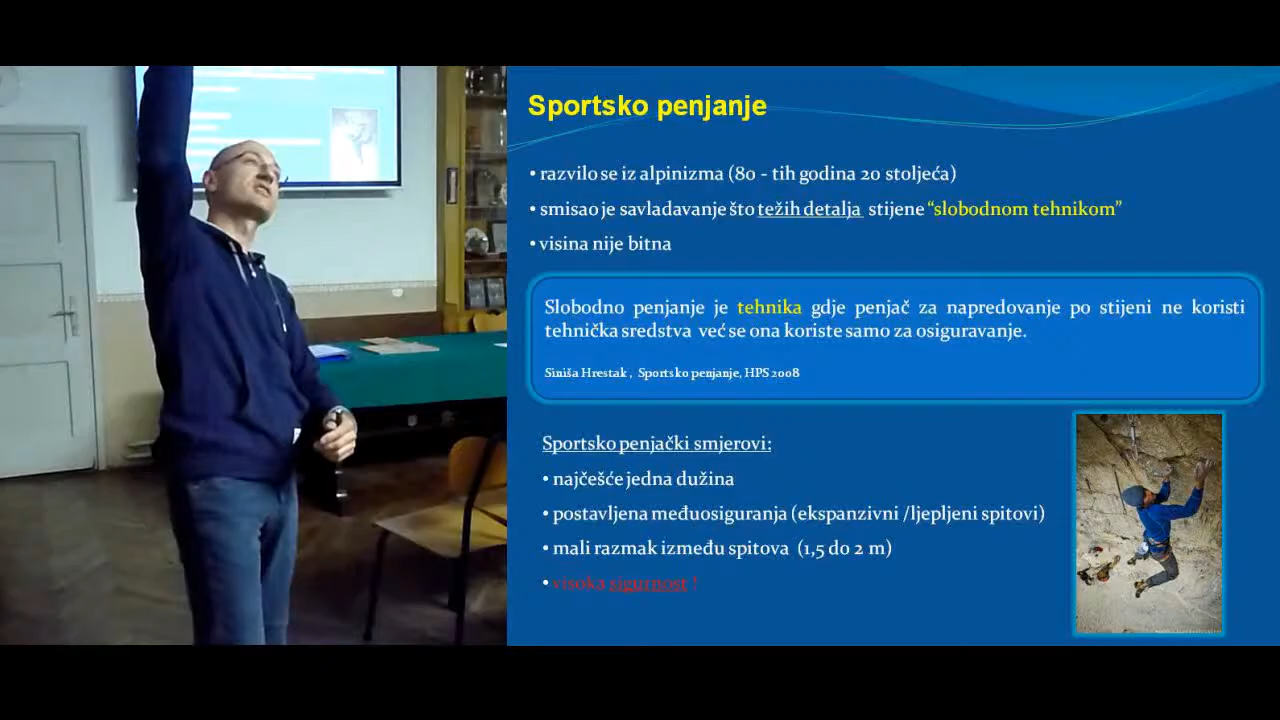 Sportsko penjanje
• razvilo se iz alpinizma (80 - tih godina 20 stoljeća)
• smisao je savladavanje što težih detalja stijene “slobodnom tehnikom”
• visina nije bitna
Slobodno penjanje je tehnika gdje penjač za napredovanje po stijeni ne koristi
tehnička sredstva već se ona koriste samo za osiguravanje.
Siniša Hrestak , Sportsko penjanje, HPS 2008
Sportsko penjački smjerovi:
• najčešće jedna dužina
• postavljena međuosiguranja (ekspanzivni /ljepljeni spitovi)
• mali razmak između spitova (1,5 do 2 m)
• visoka sigurnost !